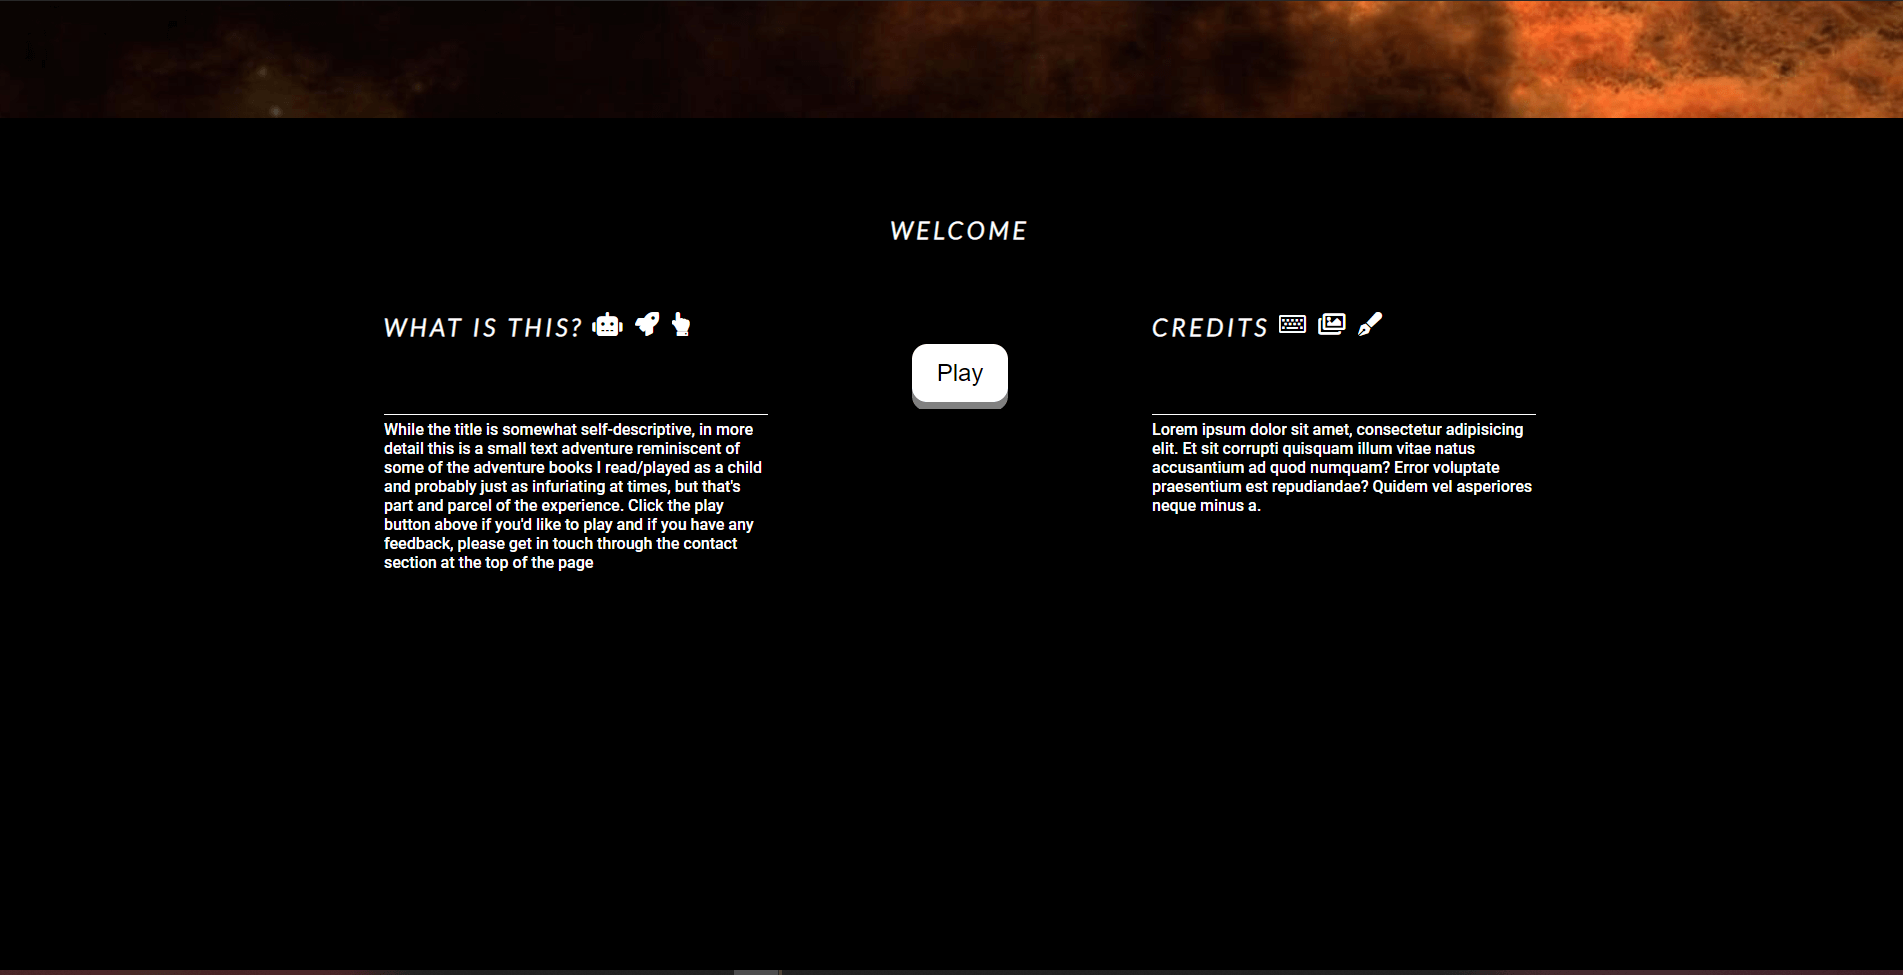 WELCOME
WHAT IS THIS?
Play
CREDITS
While the title is somewhat self-descriptive, in more
detail this is a small text adventure reminiscent of
some of the adventure books I read/played as a child
and probably just as infuriating at times, but that's
part and parcel of the experience. Click the play
button above if you'd like to play and if you have any
feedback, please get in touch through the contact
section at the top of the page
Lorem ipsum dolor sit amet, consectetur adipisicing
elit. Et sit corrupti quisquam illum vitae natus
accusantium ad quod numquam? Error voluptate
praesentium est repudiandae? Quidem vel asperiores
neque minus a.